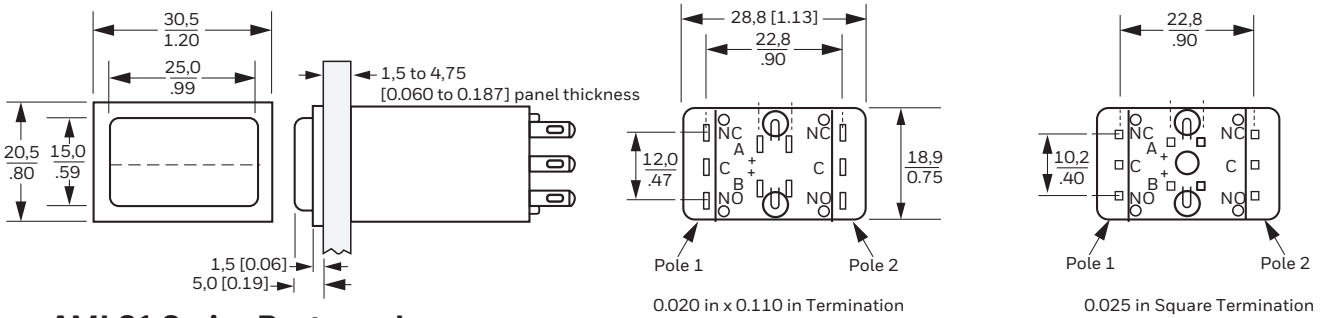 30,5
1.20
25,0
.99
20,5
.80
15,0
.59
1,5 to 4,75
[0.060 to 0.187] panel thickness
1,5 [0.06]
5,0 [0.19]
28,8 [1.13]
22,8
.90
12,0
.47
NC
NC
A
+
C
C
+
B
NO
NO
18,9
0.75
Pole 1
Pole 2
0.020 in x 0.110 in Termination
22,8
.90
10,2
.40
NC
NC
A
+
C
C
+
B
NO
NO
Pole 1
Pole 2
0.025 in Square Termination